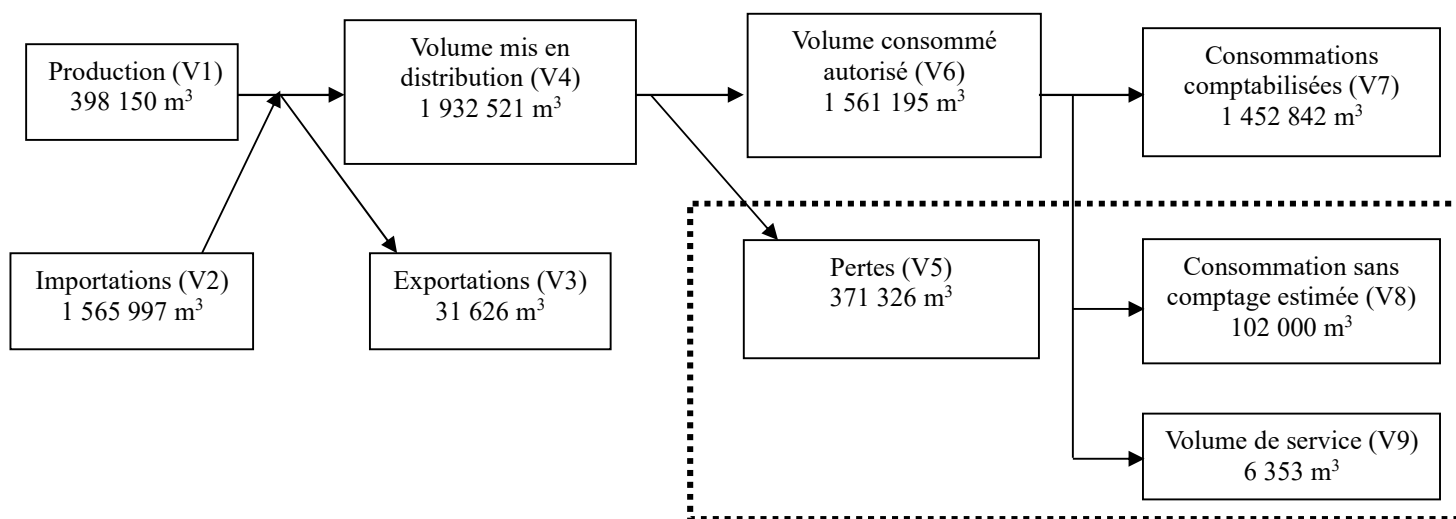 Production (V1)
398 150 m³
Volume mis en
distribution (V4)
1 932 521 m³
Volume consommé
autorisé (V6)
1 561 195 m³
Consommations
comptabilisées (V7)
1 452 842 m³
Importations (V2)
1 565 997 m³
Exportations (V3)
31 626 m³
Pertes (V5)
371 326 m³
Consommation sans
comptage estimée (V8)
102 000 m³
Volume de service (V9)
6 353 m³